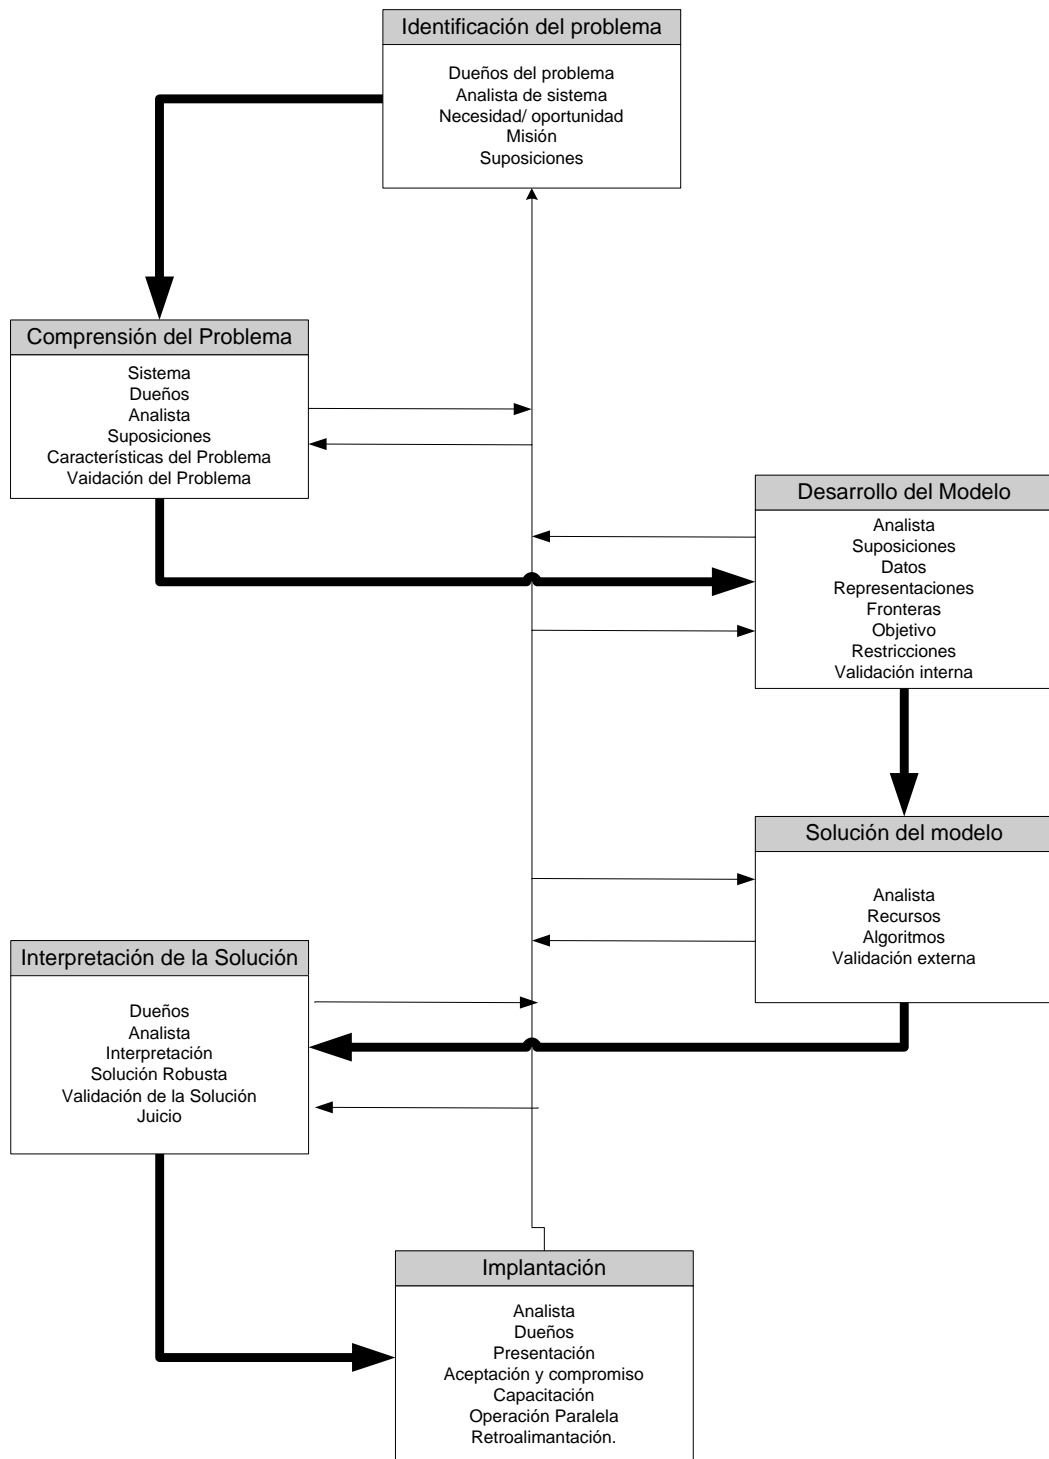 Identificación del problema
Dueños del problema
Analista de sistema
Necesidad/ oportunidad
Misión
Suposiciones
Comprensión del Problema
Sistema
Dueños
Analista
Suposiciones
Características del Problema
Vaidación del Problema
Desarrollo del Modelo
Analista
Suposiciones
Datos
Representaciones
Fronteras
Objetivo
Restricciones
Validación interna
Solución del modelo
Analista
Recursos
Algoritmos
Validación externa
Interpretación de la Solución
Dueños
Analista
Interpretación
Solución Robusta
Validación de la Solución
Juicio
Implantación
Analista
Dueños
Presentación
Aceptación y compromiso
Capacitación
Operación Paralela
Retroalimantación.